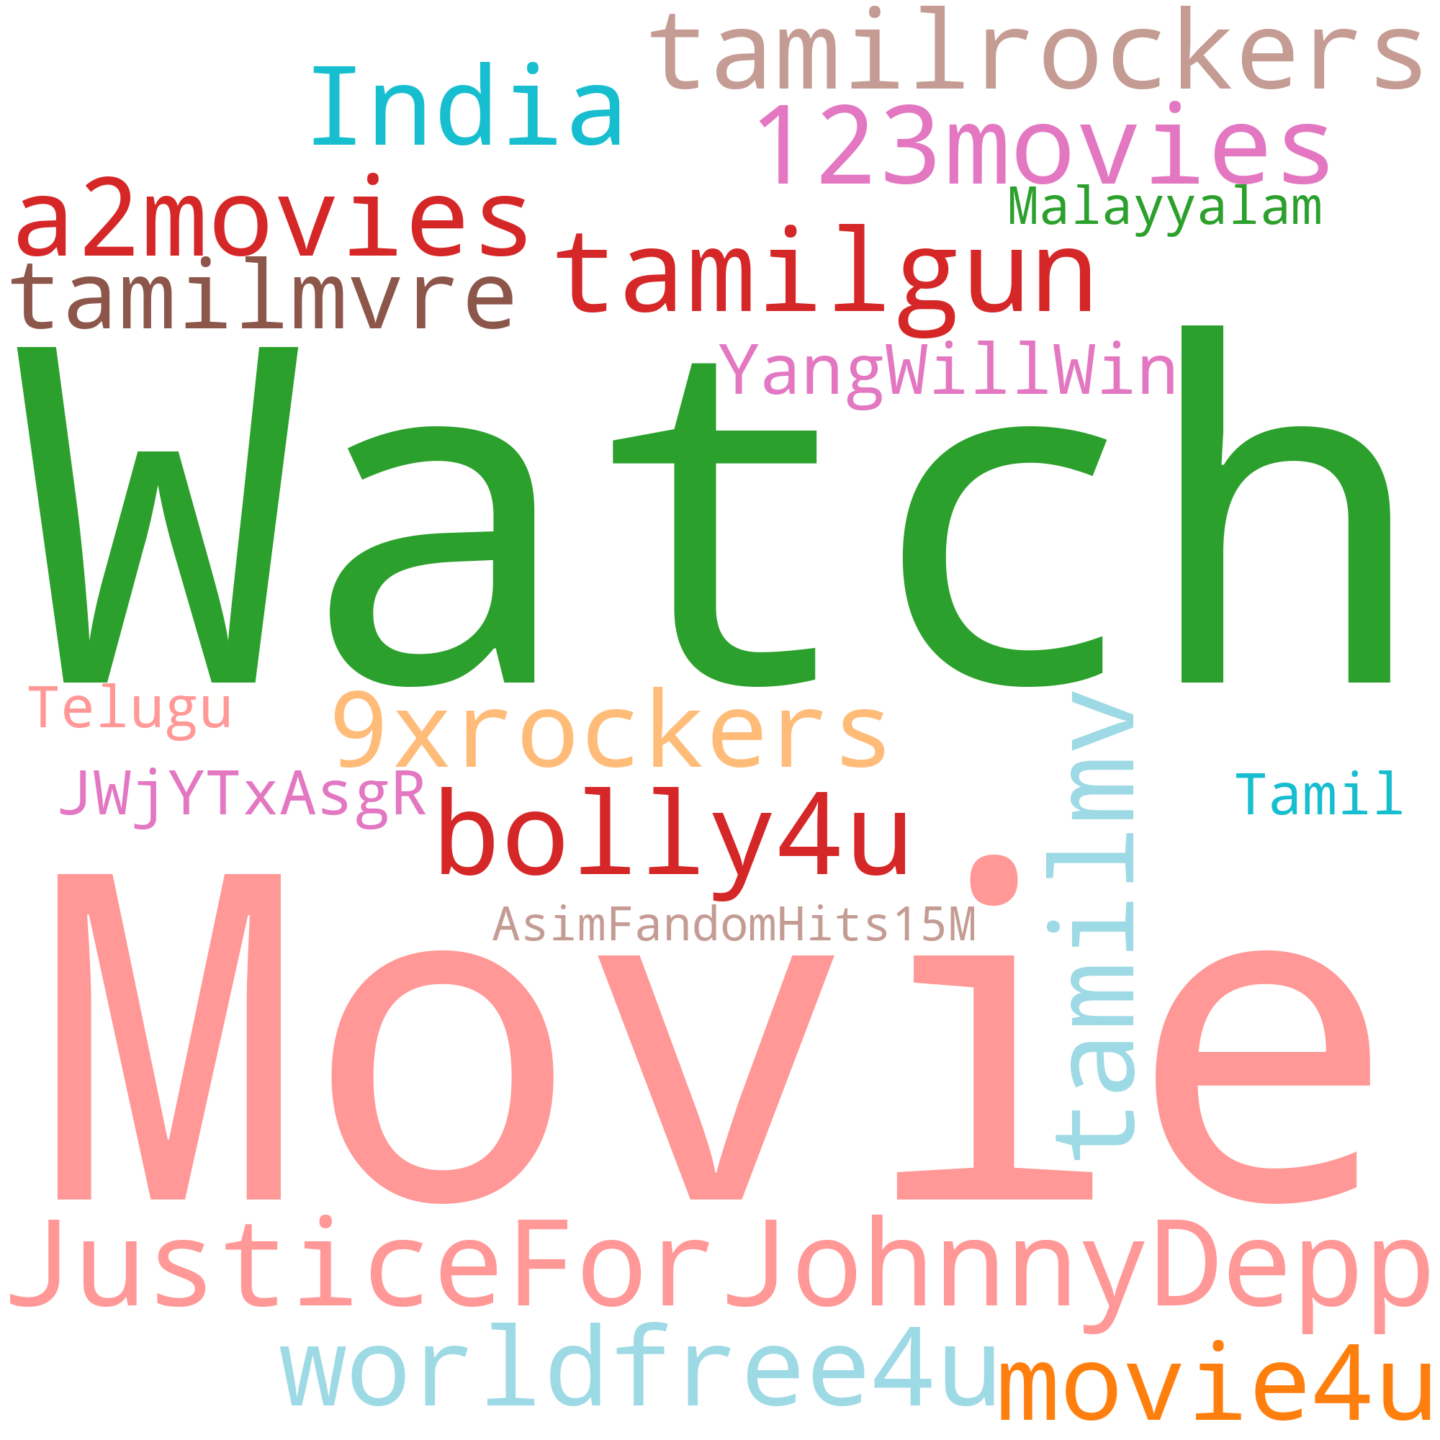 tamilrockers
India
123movies
a2movies
Malayyalam
tamilgun
tamilmvre
YangWillWin
Watch
Telugu
9xrockers
tamilmv
JWjYTxAsgR
Tamil
bolly4u
AsimFandomHits15M
Movie
JusticeForJohnnyDepp
worldfree4u
movie4u